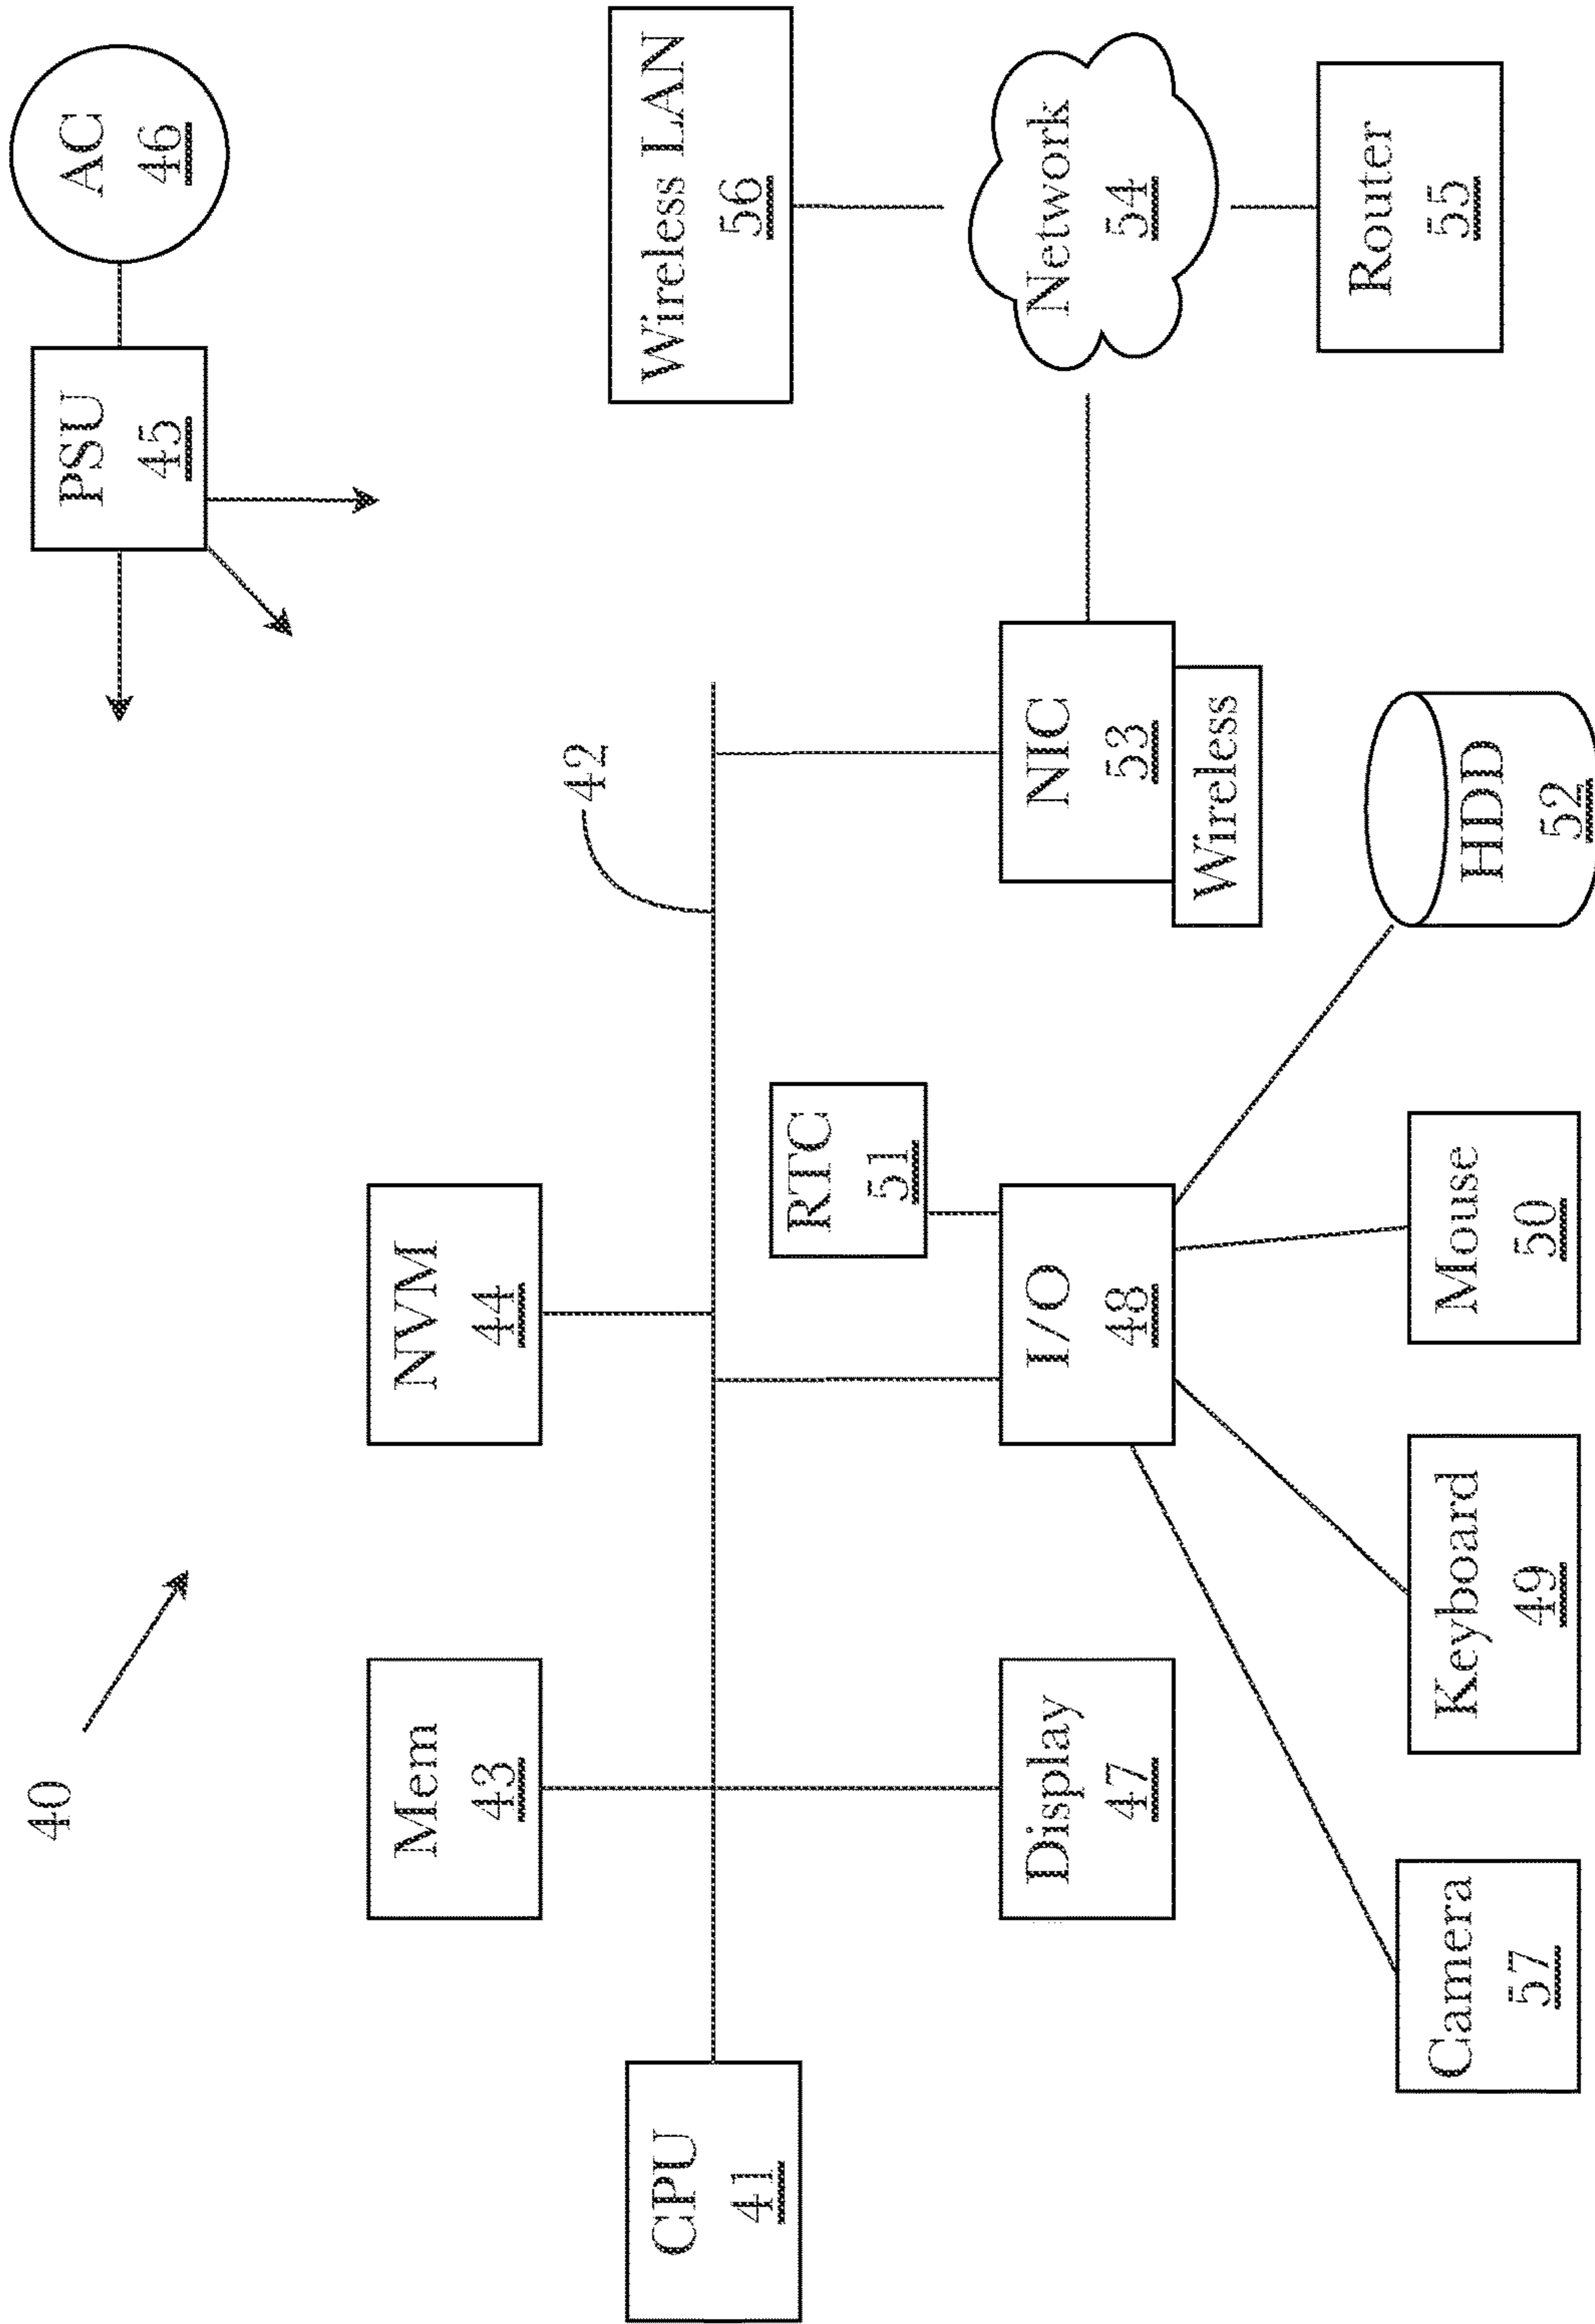 40
PSU
45
AC
46
Mem
43
NVM
44
42
CPU
41
Wireless LAN
56
RTC
51
Display
47
I/O
48
NIC
53
Wireless
Network
54
Camera
57
Keyboard
49
Mouse
50
HDD
52
Router
55